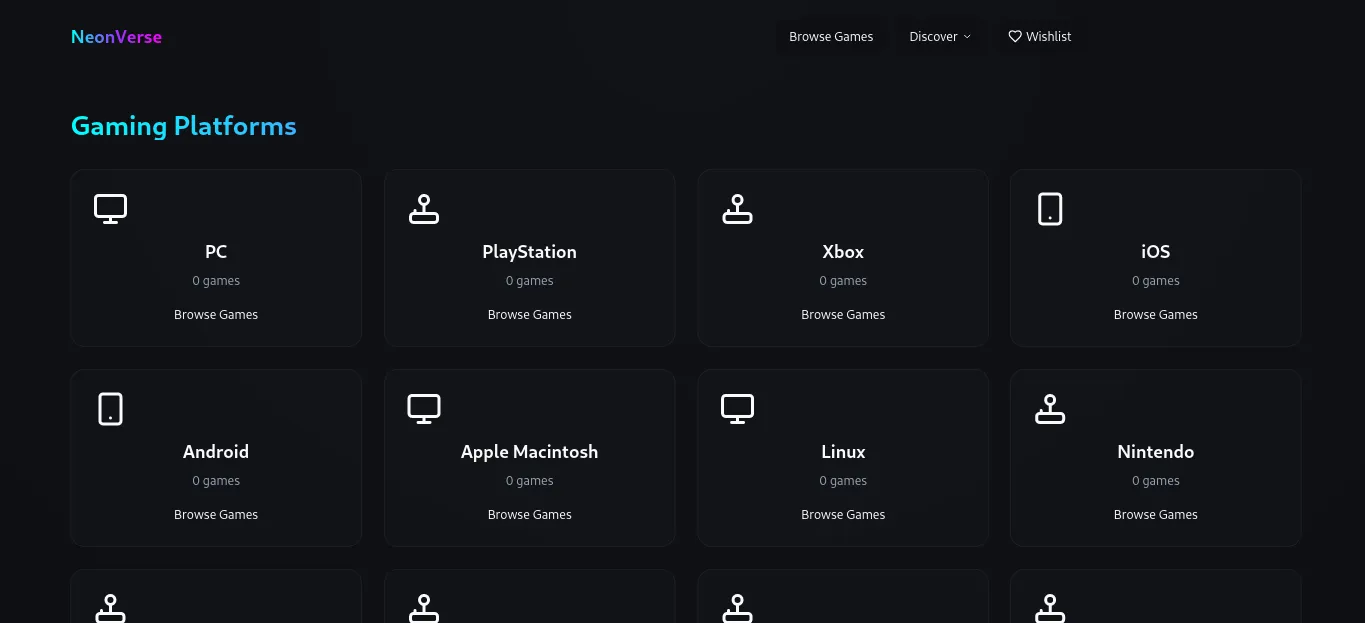 NeonVerse
Browse Games
Discover
Wishlist
Gaming Platforms
PC
0 games
Browse Games
PlayStation
0 games
Browse Games
Xbox
0 games
Browse Games
iOS
0 games
Browse Games
Android
0 games
Browse Games
Apple Macintosh
0 games
Browse Games
Linux
0 games
Browse Games
Nintendo
0 games
Browse Games